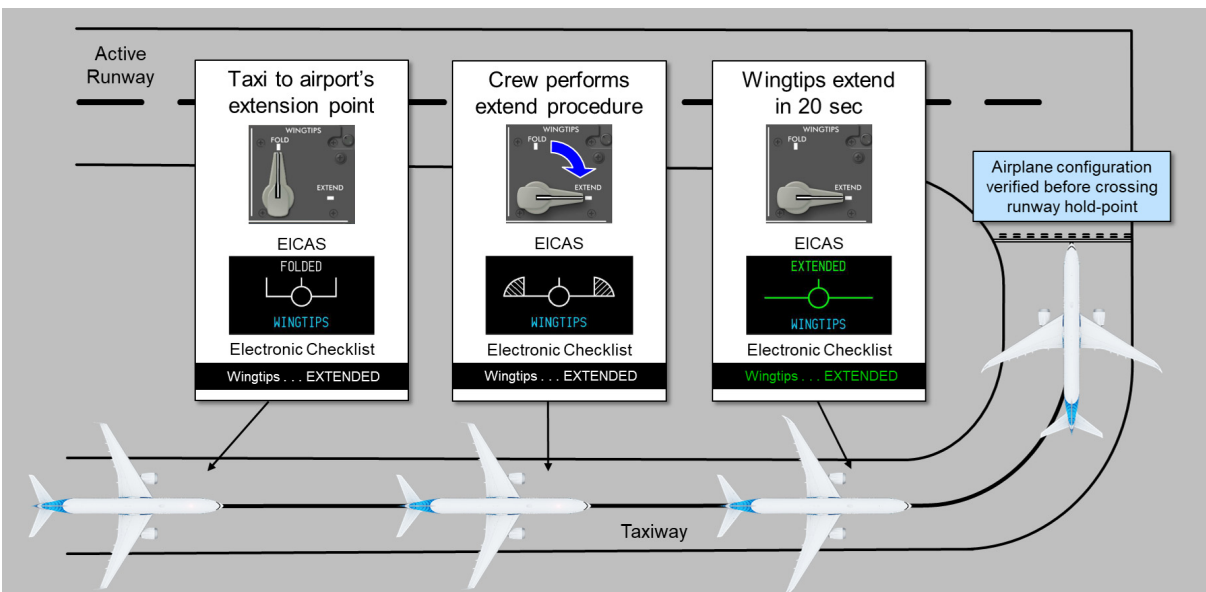 Active
Runway
Taxi to airport's
extension point
WINGTIPS
FOLD
EXTEND
EICAS
FOLDED
WINGTIPS
Electronic Checklist
Wingtips . . . EXTENDED
Crew performs
extend procedure
WINGTIPS
FOLD
EXTEND
EICAS
WINGTIPS
Electronic Checklist
Wingtips . . . EXTENDED
Wingtips extend
in 20 sec
WINGTIPS
FOLD
EXTEND
EICAS
EXTENDED
WINGTIPS
Electronic Checklist
Wingtips . . . EXTENDED
Airplane configuration
verified before crossing
runway hold-point
Taxiway